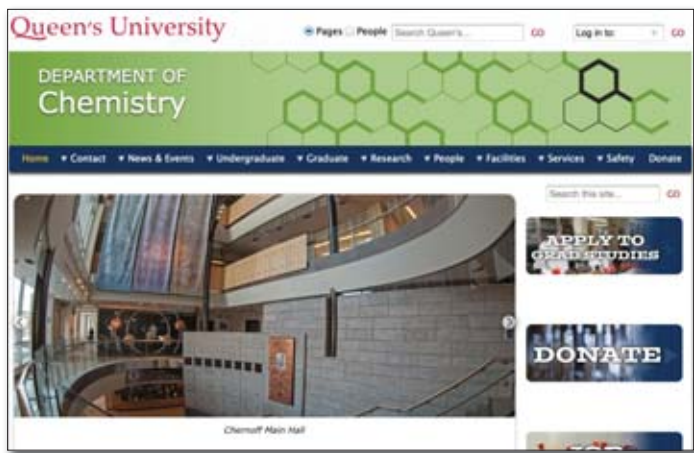 Queen's University
Pages People Search Queen's... GO Log in to: GO
DEPARTMENT OF
Chemistry
Home Contact News & Events Undergraduate Graduate Research People Facilities Services Safety Donate
Search this site... GO
APPLY TO
GRAD STUDIES
DONATE
Chernoff Main Hall